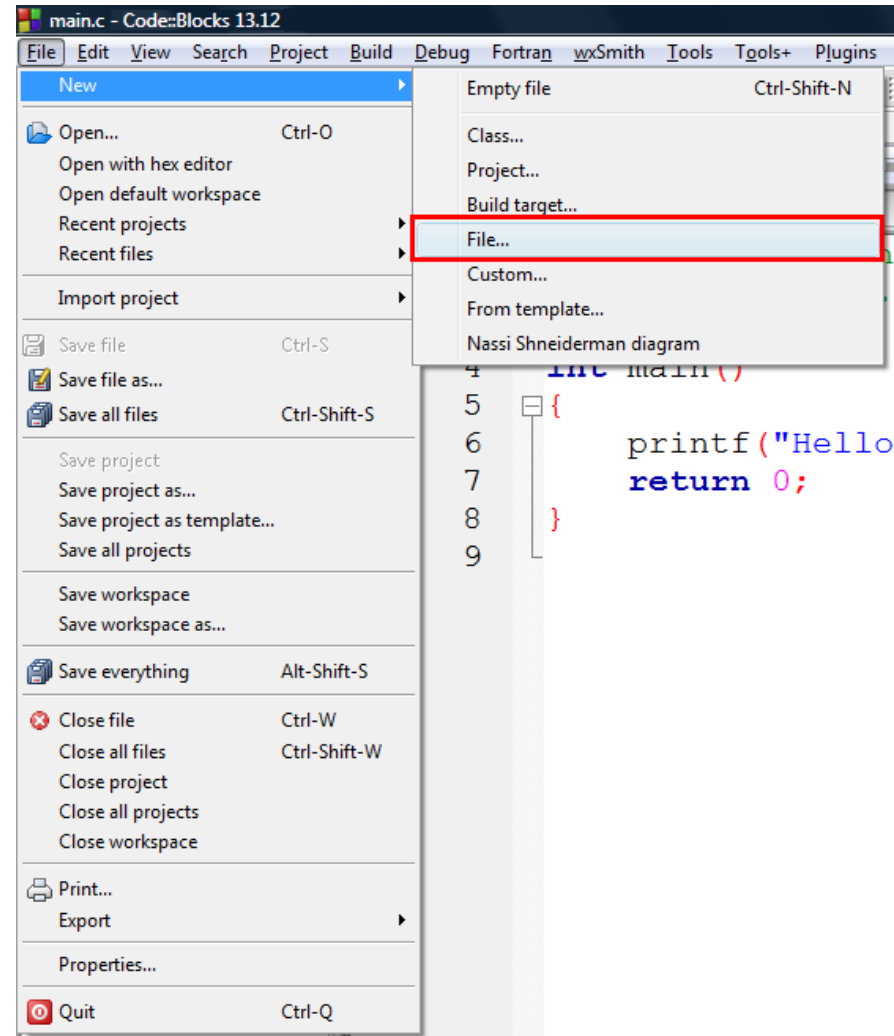 main.c - Code::Blocks 13.12
File Edit View Search Project Build Debug Fortran wxSmith Tools Tools+ Plugins
New
Open... Ctrl-O
Open with hex editor
Open default workspace
Recent projects
Recent files
Import project
Save file Ctrl-S
Save file as...
Save all files Ctrl-Shift-S
Save project
Save project as...
Save project as template...
Save all projects
Save workspace
Save workspace as...
Save everything Alt-Shift-S
Close file Ctrl-W
Close all files Ctrl-Shift-W
Close project
Close all projects
Close workspace
Print...
Export
Properties...
Quit Ctrl-Q
Empty file Ctrl-Shift-N
Class...
Project...
Build target...
File...
Custom...
From template...
Nassi Shneiderman diagram
4 int main()
5 {
6 printf("Hello
7 return 0;
8 }
9